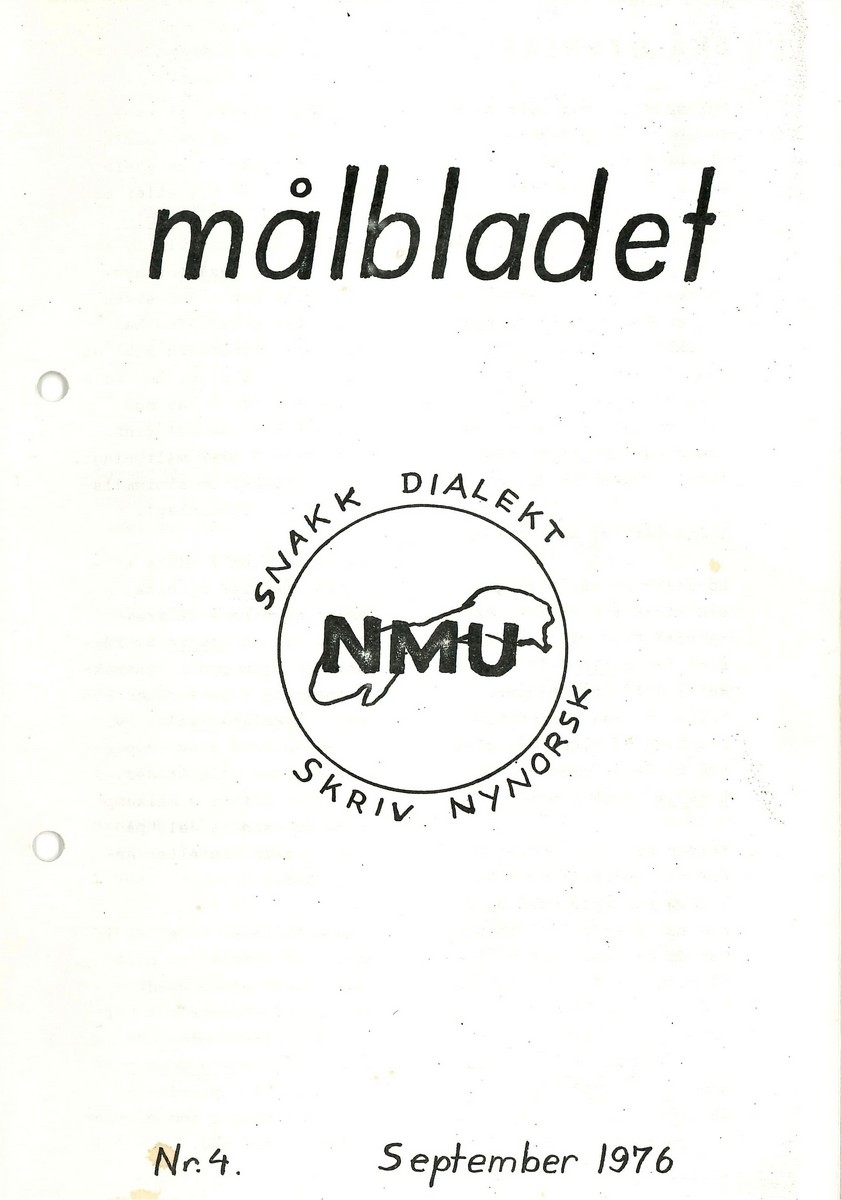 målbladet
SNAKK DIALEKT
NMU
SKRIV NYNORSK
Nr. 4. September 1976